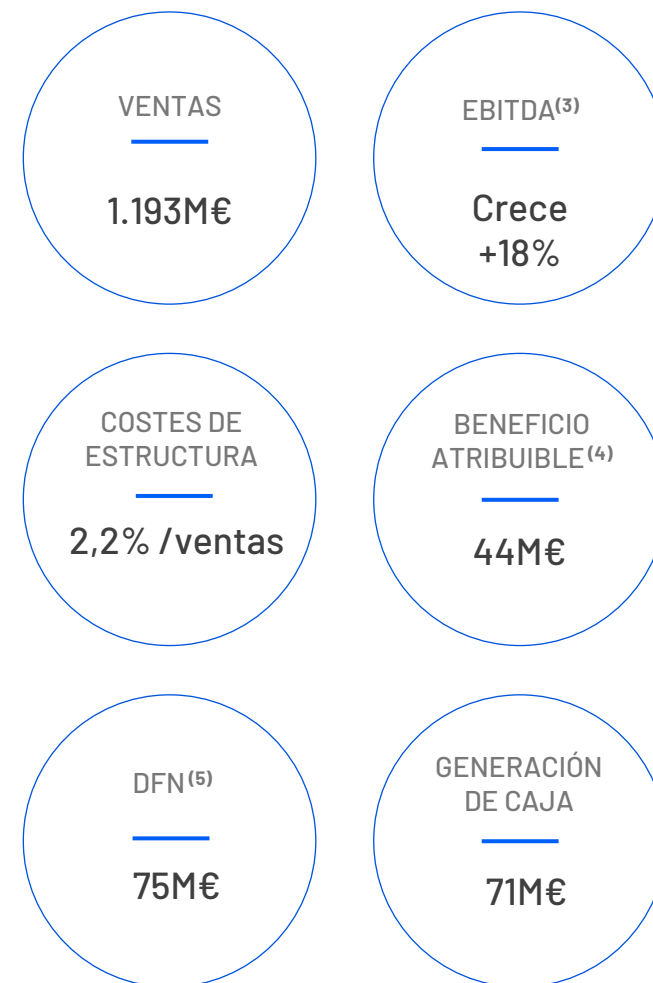 VENTAS
1.193M€
EBITDA(3)
Crece
+18%
COSTES DE
ESTRUCTURA
2,2% /ventas
BENEFICIO
ATRIBUIBLE(4)
44M€
DFN(5)
75M€
GENERACIÓN
DE CAJA
71M€